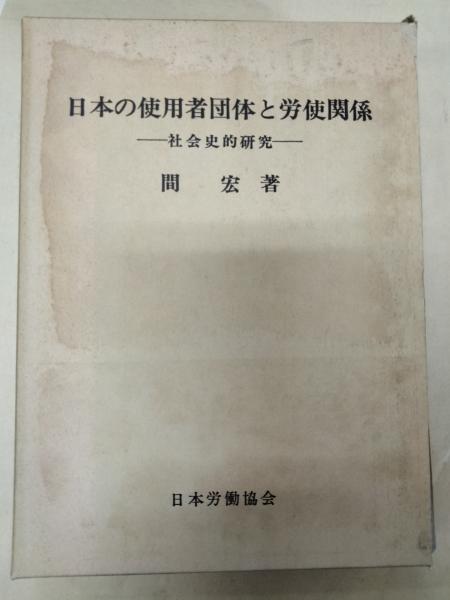 日本の使用者団体と労使関係
──社会史的研究──
間 宏 著
日本労働協会